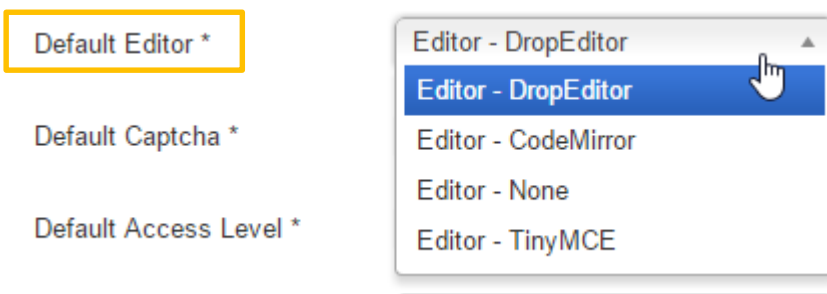 Default Editor *
Editor - DropEditor
Editor - DropEditor
Default Captcha *
Editor - CodeMirror
Editor - None
Default Access Level *
Editor - TinyMCE